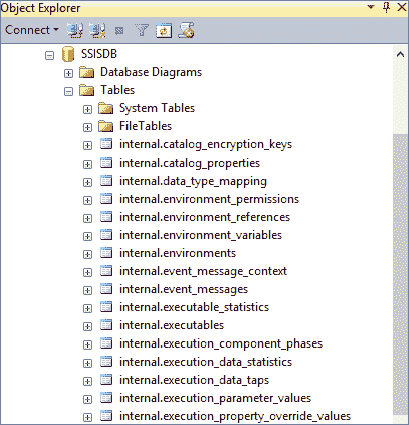 Object Explorer
Connect
SSISDB
Database Diagrams
Tables
System Tables
FileTables
internal.catalog_encryption_keys
internal.catalog_properties
internal.data_type_mapping
internal.environment_permissions
internal.environment_references
internal.environment_variables
internal.environments
internal.event_message_context
internal.event_messages
internal.executable_statistics
internal.executables
internal.execution_component_phases
internal.execution_data_statistics
internal.execution_data_taps
internal.execution_parameter_values
internal.execution_property_override_values